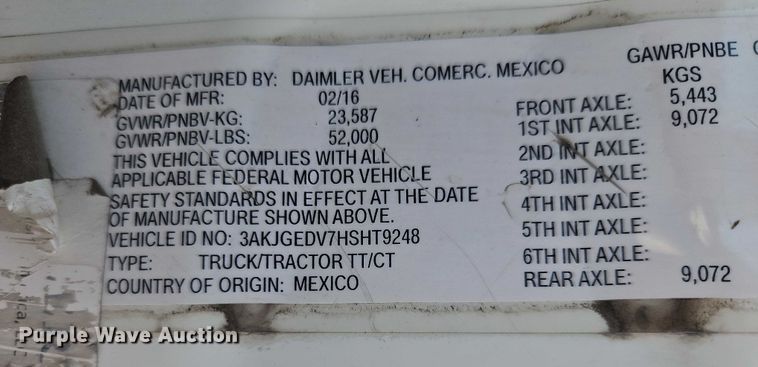 GAWR/PNBE
KGS
MANUFACTURED BY: DAIMLER VEH. COMERC. MEXICO
DATE OF MFR: 02/16
GVWR/PNBV-KG: 23,587
GVWR/PNBV-LBS: 52,000
THIS VEHICLE COMPLIES WITH ALL
APPLICABLE FEDERAL MOTOR VEHICLE
SAFETY STANDARDS IN EFFECT AT THE DATE
OF MANUFACTURE SHOWN ABOVE.
VEHICLE ID NO: 3AKJGEDV7HSHT9248
TYPE: TRUCK/TRACTOR TT/CT
COUNTRY OF ORIGIN: MEXICO
FRONT AXLE: 5,443
1ST INT AXLE: 9,072
2ND INT AXLE:
3RD INT AXLE:
4TH INT AXLE:
5TH INT AXLE:
6TH INT AXLE:
REAR AXLE: 9,072
Purple Wave Auction